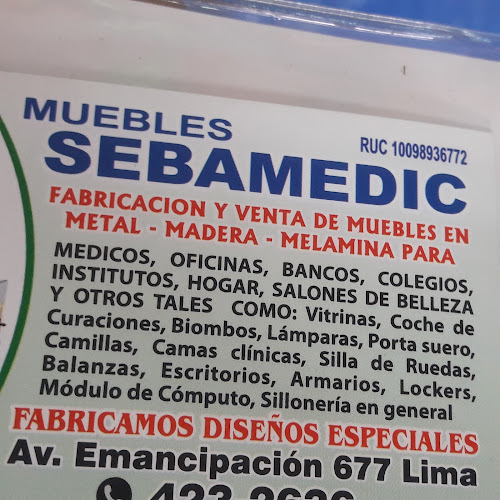 MUEBLES
RUC 10098936772
SEBAMEDIC
FABRICACION Y VENTA DE MUEBLES EN
METAL - MADERA - MELAMINA PARA
MEDICOS, OFICINAS, BANCOS, COLEGIOS,
INSTITUTOS, HOGAR, SALONES DE BELLEZA
Y OTROS TALES COMO: Vitrinas, Coche de
Curaciones, Biombos, Lámparas, Porta suero,
Camillas, Camas clínicas, Silla de Ruedas,
Balanzas, Escritorios, Armarios, Lockers,
Módulo de Cómputo, Sillonería en general
FABRICAMOS DISEÑOS ESPECIALES
Av. Emancipación 677 Lima